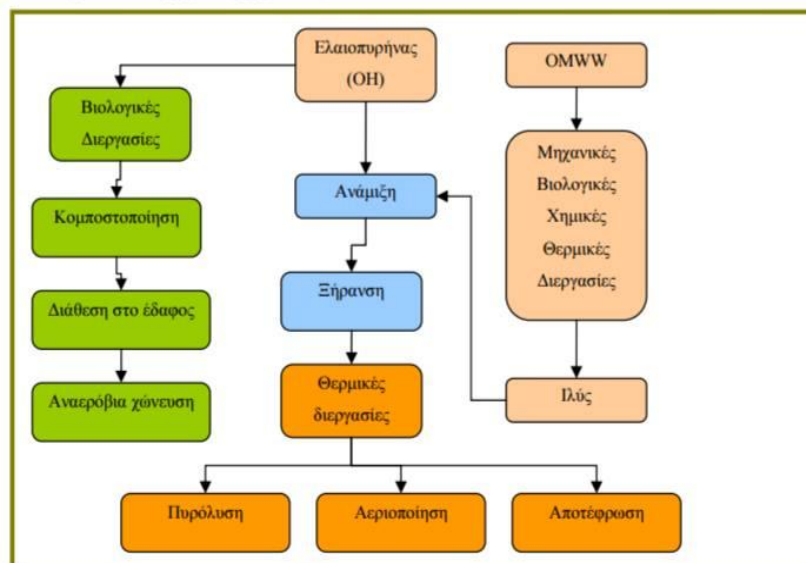 Ελαιοπυρήνας
(ΟΗ)
OMWW
Βιολογικές
Διεργασίες
Μηχανικές
Βιολογικές
Χημικές
Θερμικές
Διεργασίες
Ανάμιξη
Κομποστοποίηση
Ξήρανση
Διάθεση στο έδαφος
Θερμικές
διεργασίες
Ιλύς
Αναερόβια χώνευση
Πυρόλυση
Αεριοποίηση
Αποτέφρωση